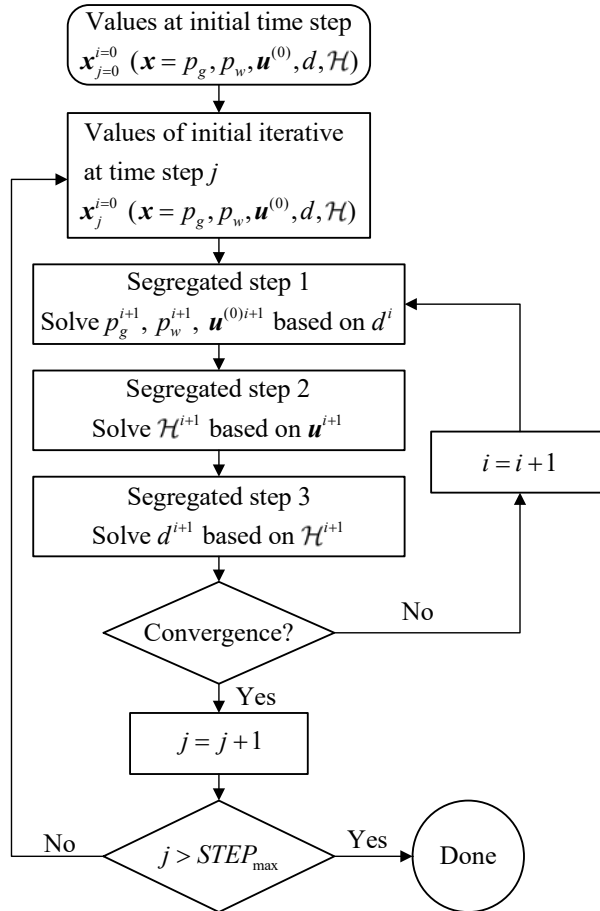 Values at initial time step
𝒙_{j=0}^{i=0} (𝒙 = p_g, p_w, 𝒖^{(0)}, d, ℋ)
Values of initial iterative
at time step j
𝒙_j^{i=0} (𝒙 = p_g, p_w, 𝒖^{(0)}, d, ℋ)
Segregated step 1
Solve p_g^{i+1}, p_w^{i+1}, 𝒖^{(0)i+1} based on d^i
Segregated step 2
Solve ℋ^{i+1} based on 𝒖^{i+1}
i = i+1
Segregated step 3
Solve d^{i+1} based on ℋ^{i+1}
Convergence?
No
Yes
j = j+1
No
j > STEP_{max}
Yes
Done